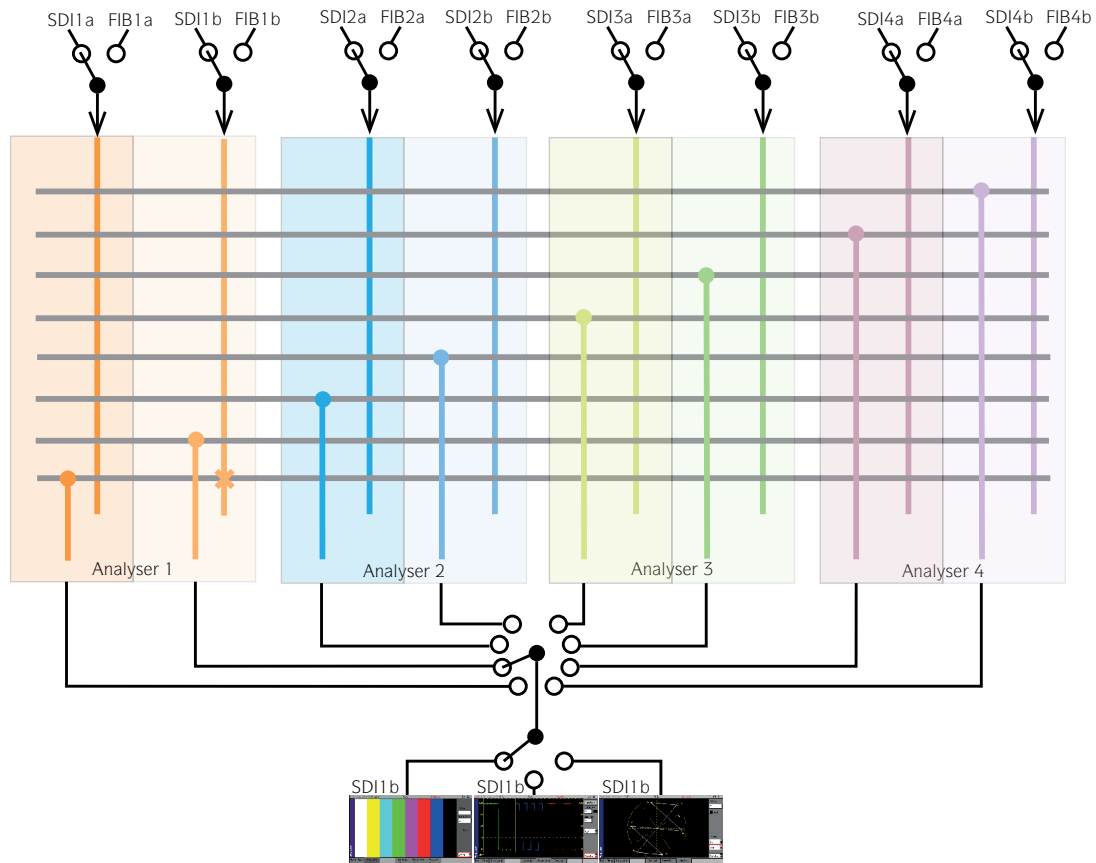 SDI1a FIB1a SDI1b FIB1b SDI2a FIB2a SDI2b FIB2b SDI3a FIB3a SDI3b FIB3b SDI4a FIB4a SDI4b FIB4b
Analyser 1 Analyser 2 Analyser 3 Analyser 4
SDI1b SDI1b SDI1b